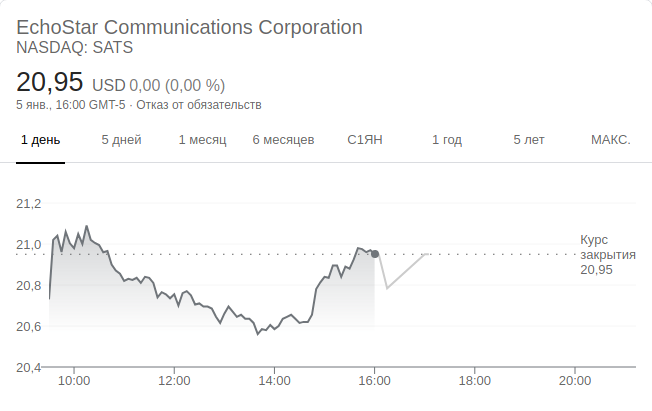 EchoStar Communications Corporation
NASDAQ: SATS
20,95 USD 0,00 (0,00 %)
5 янв., 16:00 GMT-5 · Отказ от обязательств
1 день 5 дней 1 месяц 6 месяцев С1ЯН 1 год 5 лет МАКС.
21,2
21,0
20,8
20,6
20,4
Курс
закрытия
20,95
10:00 12:00 14:00 16:00 18:00 20:00